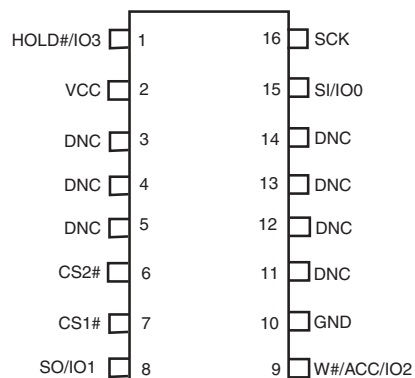 HOLD#/IO3 1 16 SCK
VCC 2 15 SI/IO0
DNC 3 14 DNC
DNC 4 13 DNC
DNC 5 12 DNC
CS2# 6 11 DNC
CS1# 7 10 GND
SO/IO1 8 9 W#/ACC/IO2